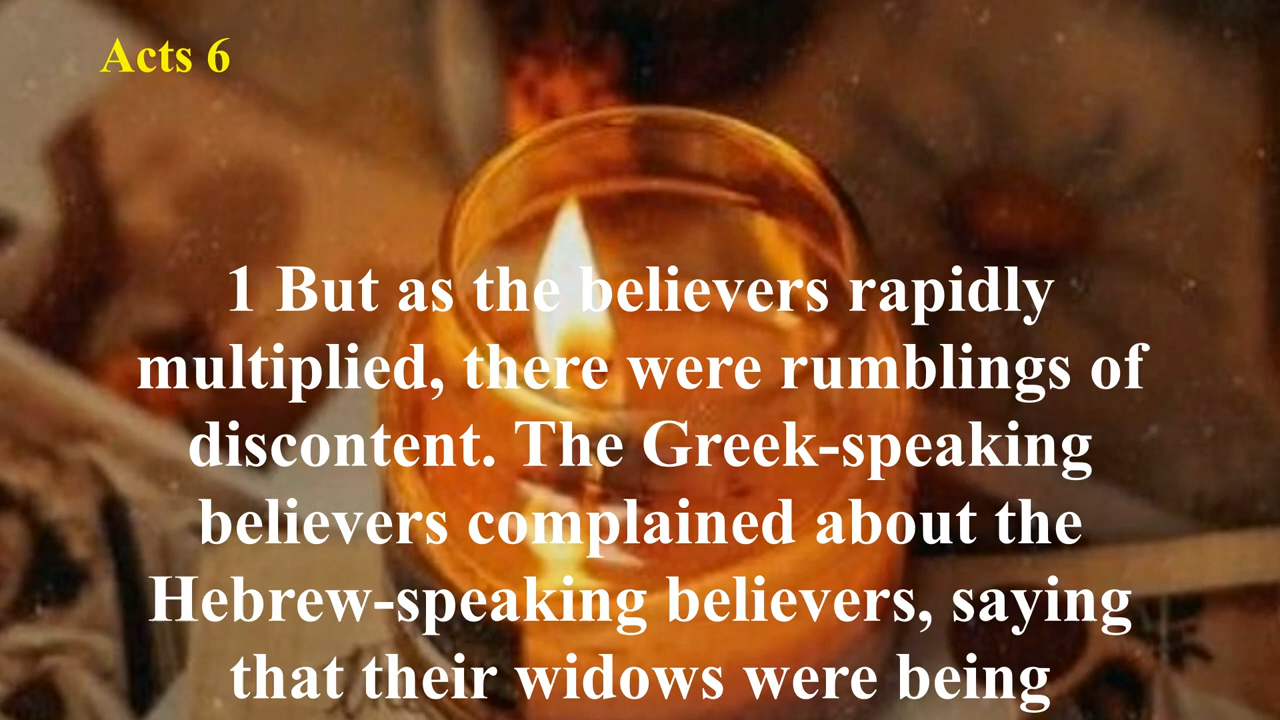 Acts 6
1 But as the believers rapidly
multiplied, there were rumblings of
discontent. The Greek-speaking
believers complained about the
Hebrew-speaking believers, saying
that their widows were being